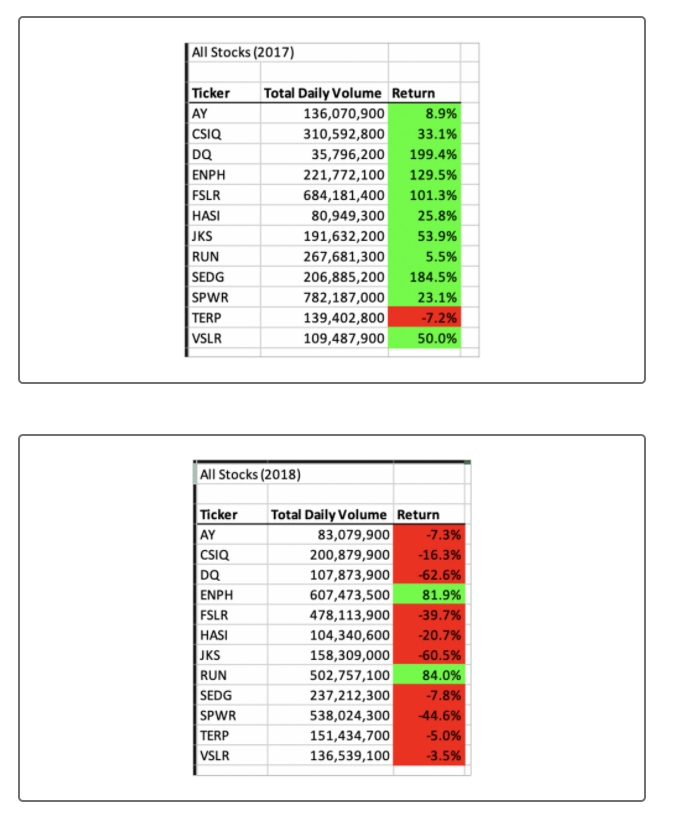 All Stocks (2017)
Ticker Total Daily Volume Return
AY 136,070,900 8.9%
CSIQ 310,592,800 33.1%
DQ 35,796,200 199.4%
ENPH 221,772,100 129.5%
FSLR 684,181,400 101.3%
HASI 80,949,300 25.8%
JKS 191,632,200 53.9%
RUN 267,681,300 5.5%
SEDG 206,885,200 184.5%
SPWR 782,187,000 23.1%
TERP 139,402,800 -7.2%
VSLR 109,487,900 50.0%
All Stocks (2018)
Ticker Total Daily Volume Return
AY 83,079,900 -7.3%
CSIQ 200,879,900 -16.3%
DQ 107,873,900 -62.6%
ENPH 607,473,500 81.9%
FSLR 478,113,900 -39.7%
HASI 104,340,600 -20.7%
JKS 158,309,000 -60.5%
RUN 502,757,100 84.0%
SEDG 237,212,300 -7.8%
SPWR 538,024,300 -44.6%
TERP 151,434,700 -5.0%
VSLR 136,539,100 -3.5%